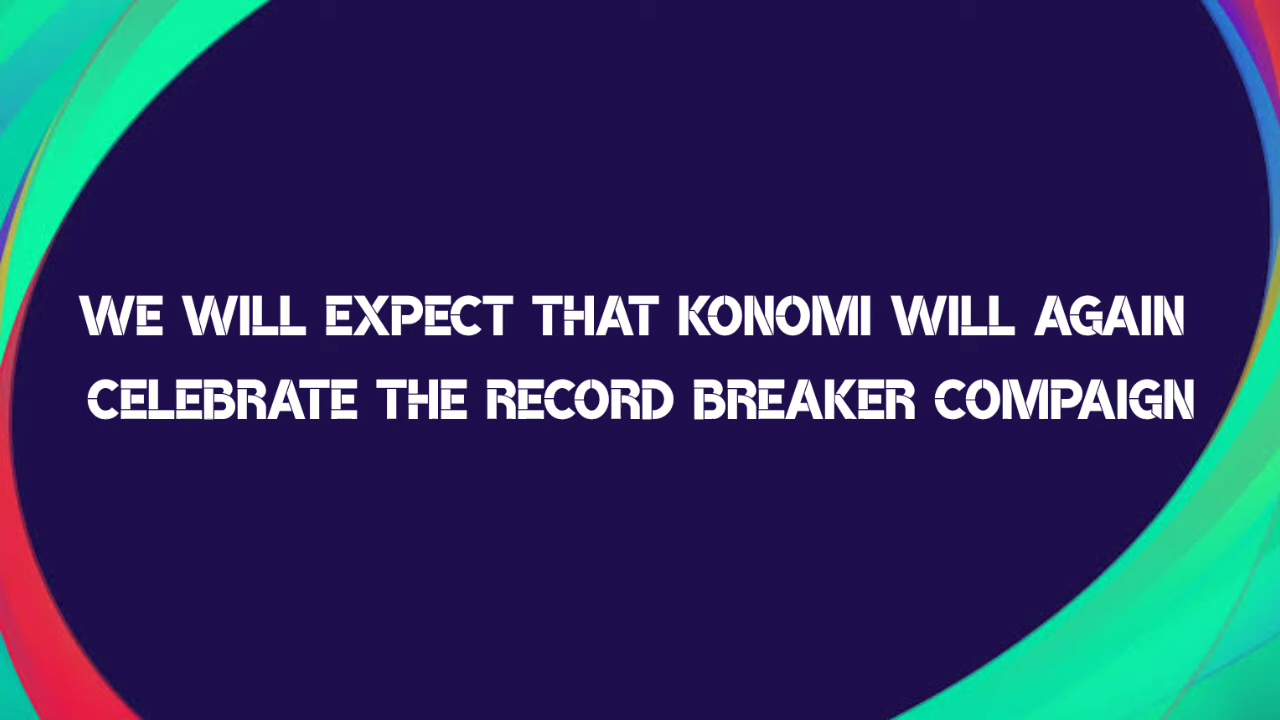 WE WILL EXPECT THAT KONOMI WILL AGAIN
CELEBRATE THE RECORD BREAKER COMPAIGN